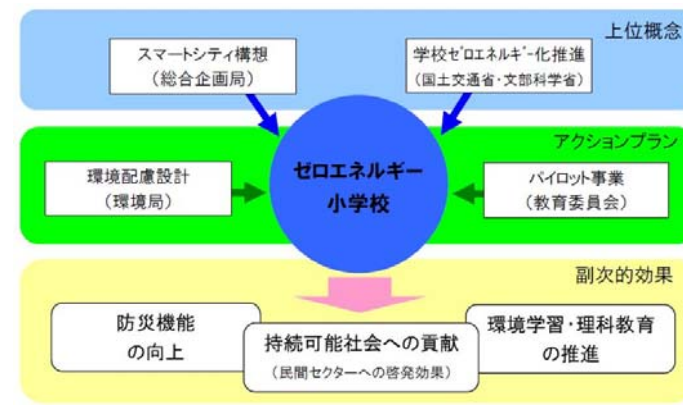 上位概念
スマートシティ構想
（総合企画局）
学校ゼロエネルギー化推進
（国土交通省・文部科学省）
アクションプラン
ゼロエネルギー
小学校
環境配慮設計
（環境局）
パイロット事業
（教育委員会）
副次的効果
防災機能
の向上
持続可能社会への貢献
（民間セクターへの啓発効果）
環境学習・理科教育
の推進